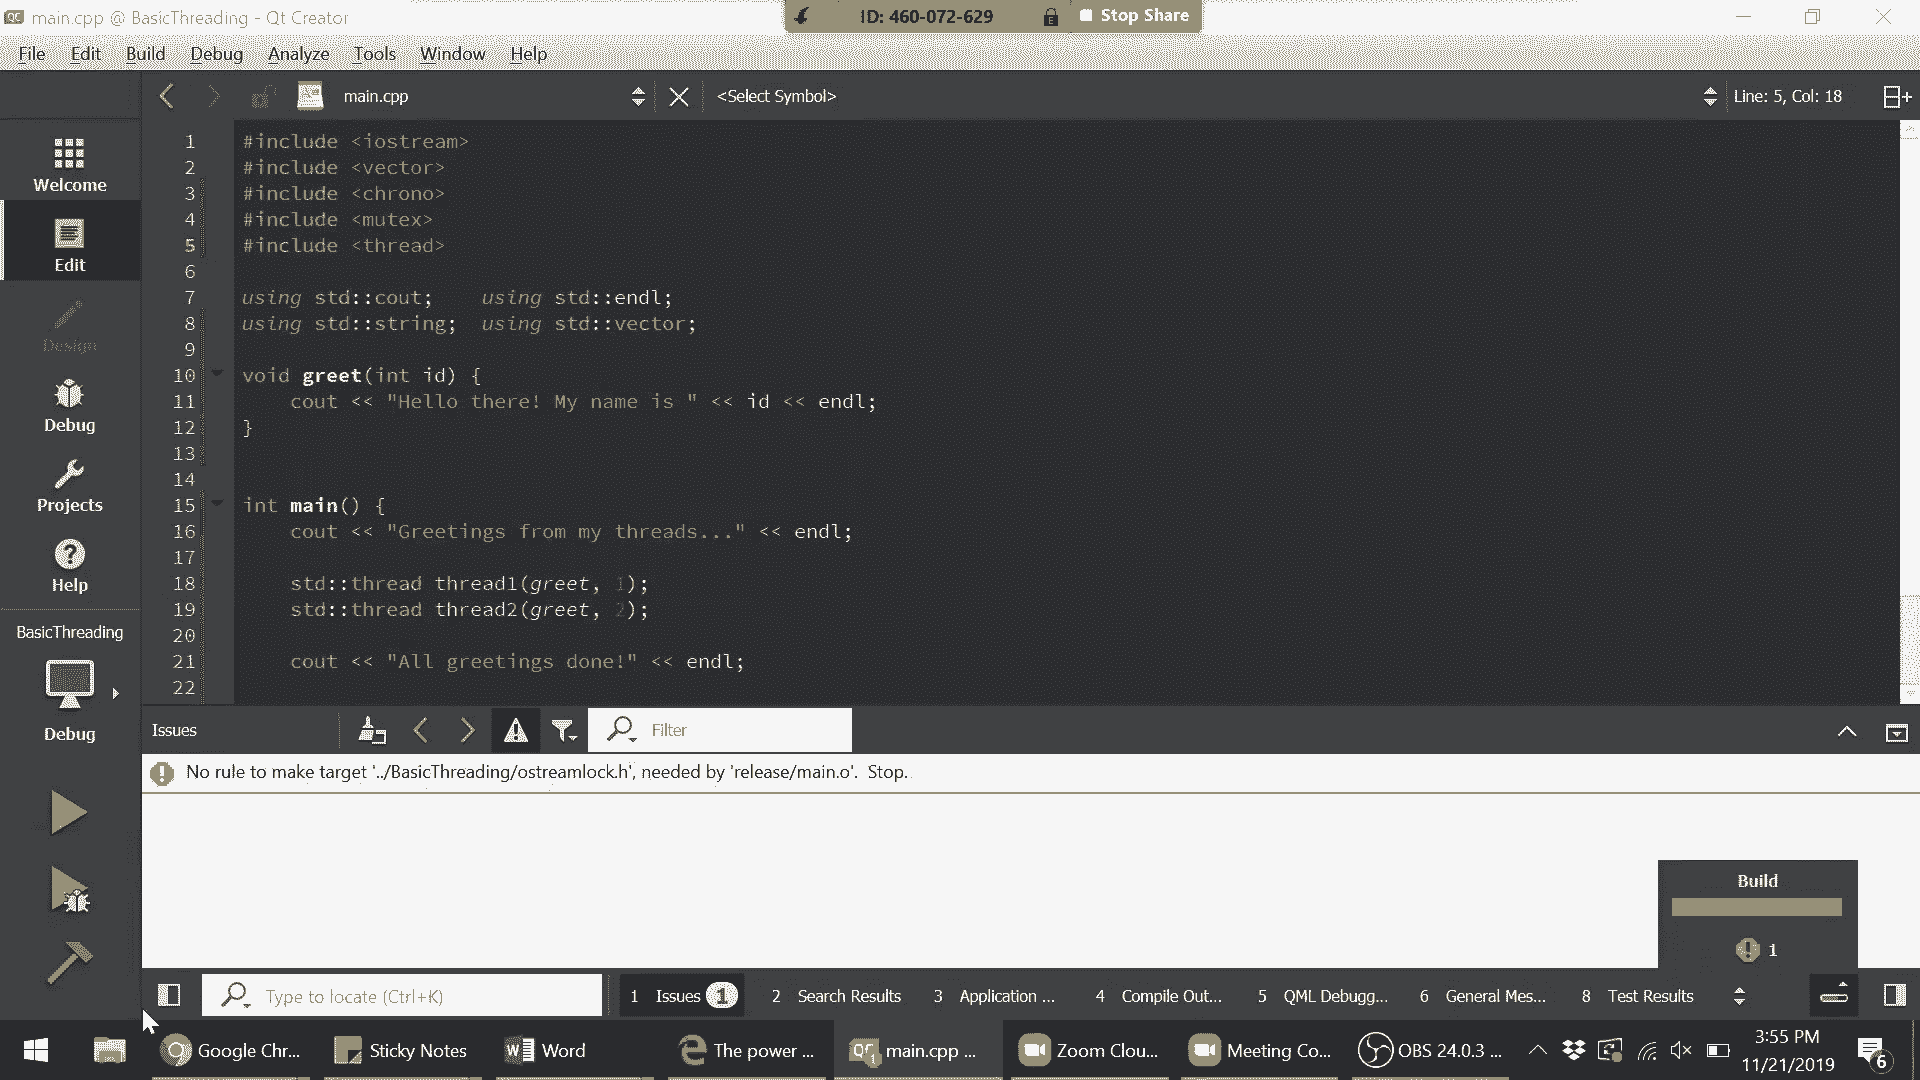 main.cpp @ BasicThreading - Qt Creator
ID: 460-072-629
Stop Share
File Edit Build Debug Analyze Tools Window Help
main.cpp
<Select Symbol>
Line: 5, Col: 18
1 #include <iostream>
2 #include <vector>
3 #include <chrono>
4 #include <mutex>
5 #include <thread>
6
7 using std::cout; using std::endl;
8 using std::string; using std::vector;
9
10 void greet(int id) {
11 cout << "Hello there! My name is " << id << endl;
12 }
13
14
15 int main() {
16 cout << "Greetings from my threads..." << endl;
17
18 std::thread thread1(greet, 1);
19 std::thread thread2(greet, 2);
20
21 cout << "All greetings done!" << endl;
22
Welcome
Edit
Design
Debug
Projects
Help
BasicThreading
Debug
Issues
Filter
No rule to make target '../BasicThreading/ostreamlock.h', needed by 'release/main.o'. Stop.
Build
1
Type to locate (Ctrl+K)
1 Issues 1 2 Search Results 3 Application ... 4 Compile Out... 5 QML Debugg... 6 General Mes... 8 Test Results
Google Chr... Sticky Notes Word The power ... main.cpp ... Zoom Clou... Meeting Co... OBS 24.0.3 ...
3:55 PM
11/21/2019
6